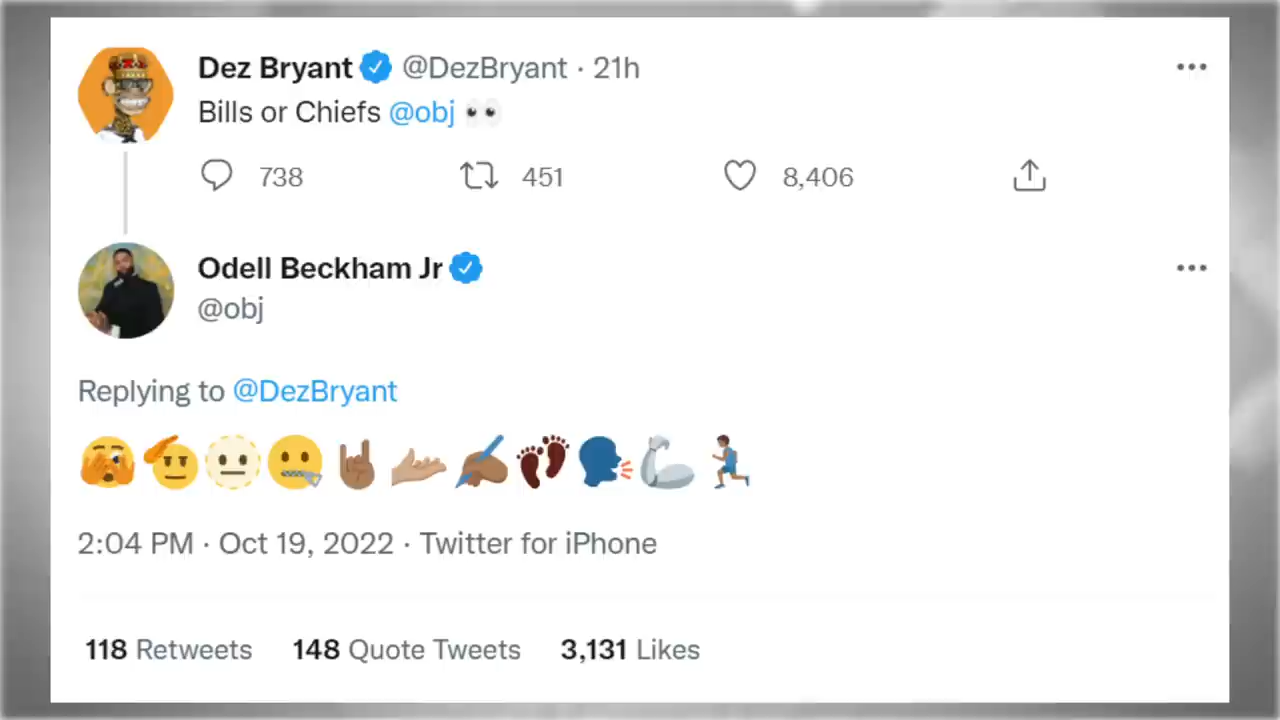 Dez Bryant @DezBryant · 21h
Bills or Chiefs @obj 👀
738 451 8,406
Odell Beckham Jr
@obj
Replying to @DezBryant
🫣🫡🫥🤐🤘🏽🫴🏽✍🏽👣🗣🦾🏃🏽‍♂️
2:04 PM · Oct 19, 2022 · Twitter for iPhone
118 Retweets 148 Quote Tweets 3,131 Likes